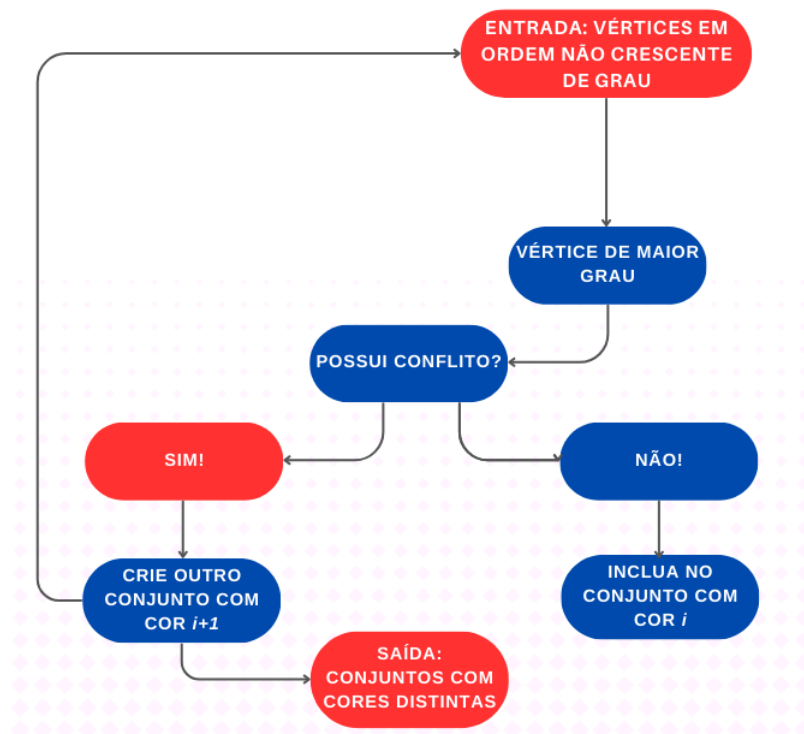 ENTRADA: VÉRTICES EM
ORDEM NÃO CRESCENTE
DE GRAU
VÉRTICE DE MAIOR
GRAU
POSSUI CONFLITO?
SIM!
NÃO!
CRIE OUTRO
CONJUNTO COM
COR i+1
INCLUA NO
CONJUNTO COM
COR i
SAÍDA:
CONJUNTOS COM
CORES DISTINTAS